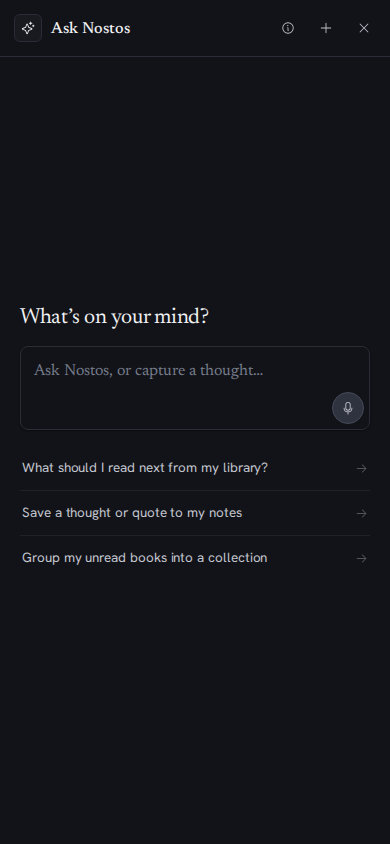 Ask Nostos
What's on your mind?
Ask Nostos, or capture a thought...
What should I read next from my library?
Save a thought or quote to my notes
Group my unread books into a collection